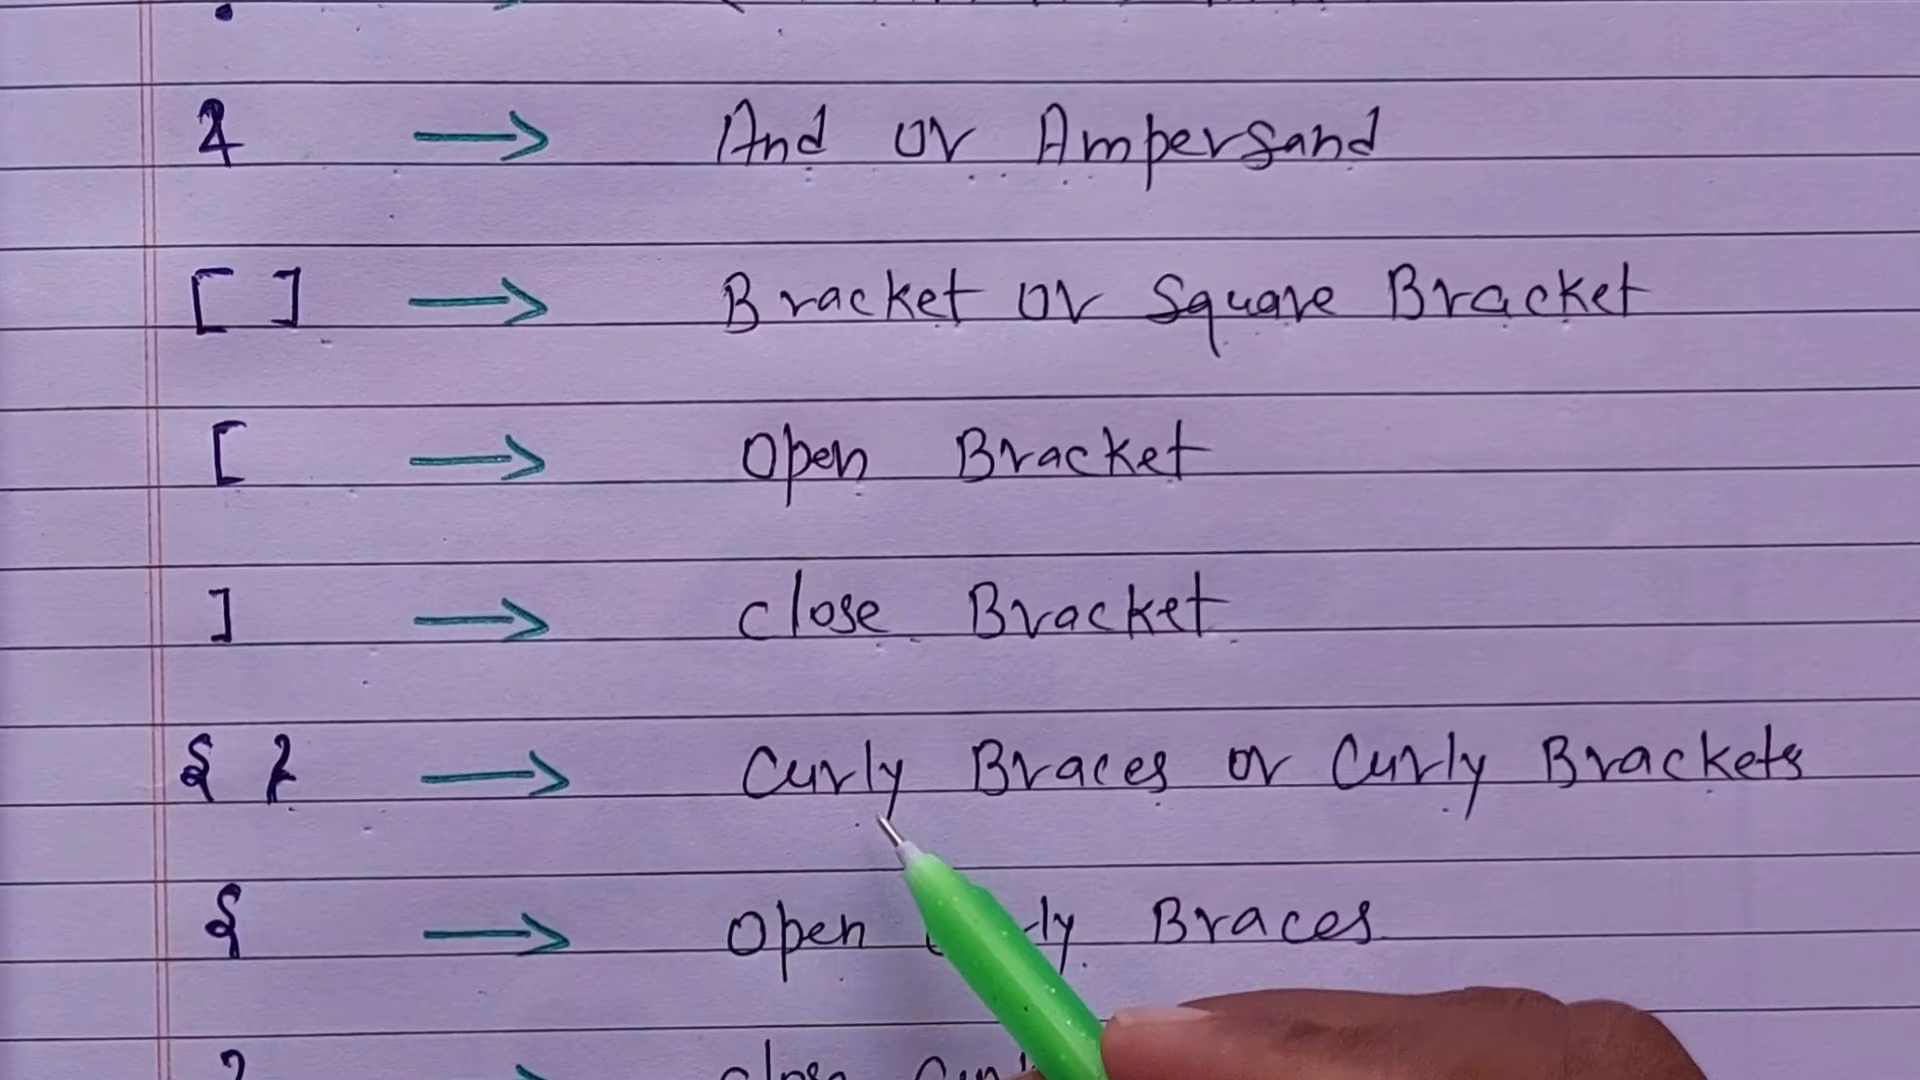 & → And or Ampersand
[ ] → Bracket or Square Bracket
[ → Open Bracket
] → close Bracket
{ } → Curly Braces or Curly Brackets
{ → Open Braces